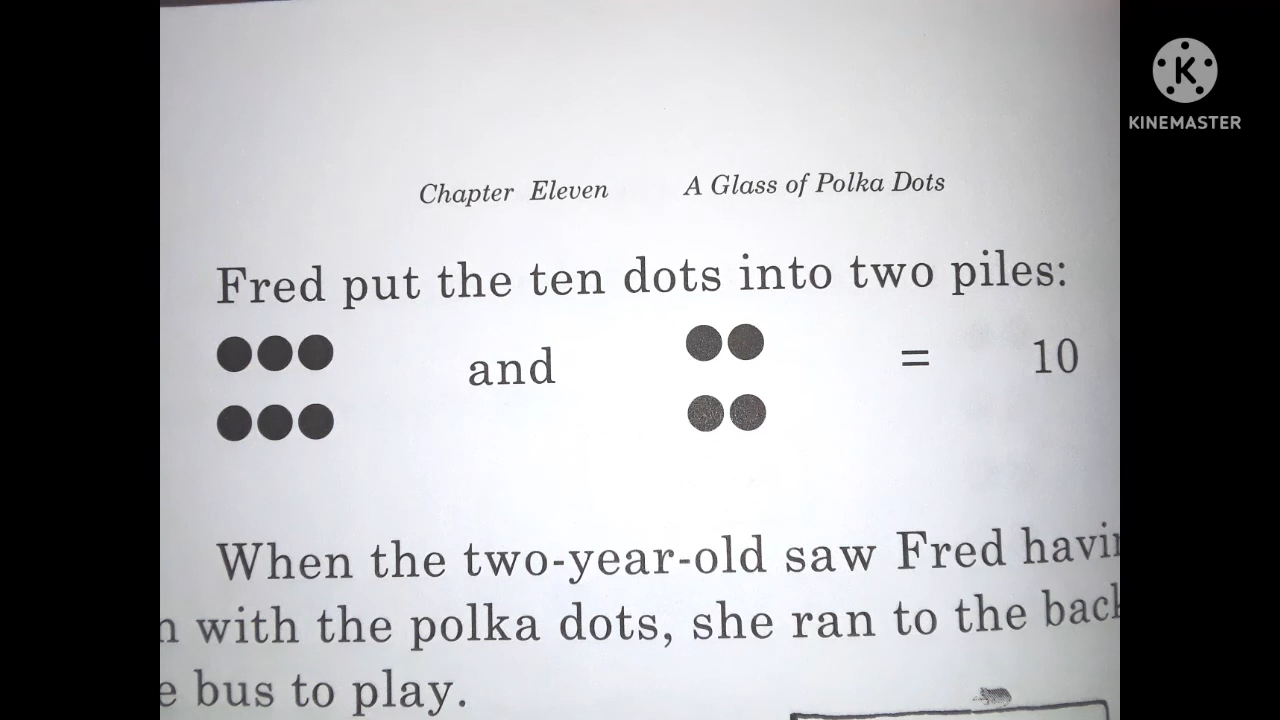 K
KINEMASTER
Chapter Eleven A Glass of Polka Dots
Fred put the ten dots into two piles:
and = 10
When the two-year-old saw Fred havin
n with the polka dots, she ran to the back
e bus to play.